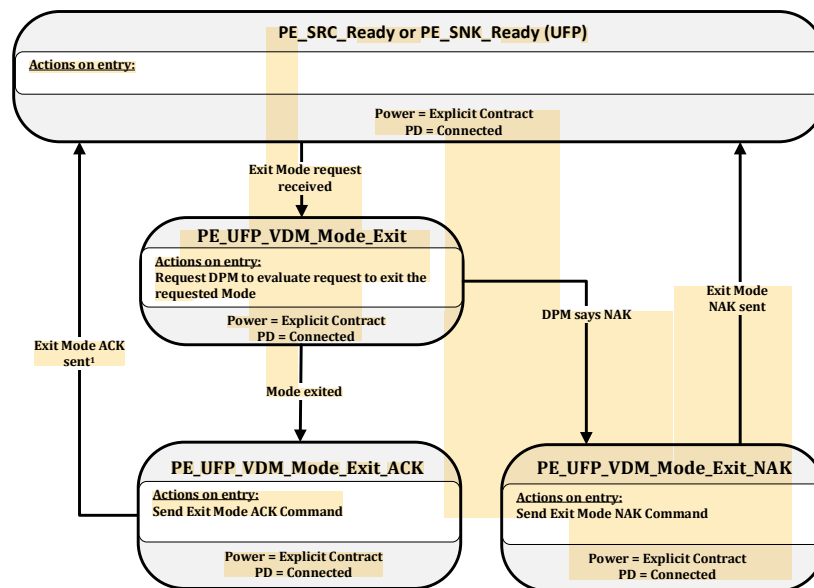 PE_SRC_Ready or PE_SNK_Ready (UFP)
Actions on entry:
Power = Explicit Contract
PD = Connected
Exit Mode request
received
PE_UFP_VDM_Mode_Exit
Actions on entry:
Request DPM to evaluate request to exit the
requested Mode
Power = Explicit Contract
PD = Connected
Exit Mode
NAK sent
DPM says NAK
Exit Mode ACK
sent¹
Mode exited
PE_UFP_VDM_Mode_Exit_ACK
Actions on entry:
Send Exit Mode ACK Command
Power = Explicit Contract
PD = Connected
PE_UFP_VDM_Mode_Exit_NAK
Actions on entry:
Send Exit Mode NAK Command
Power = Explicit Contract
PD = Connected